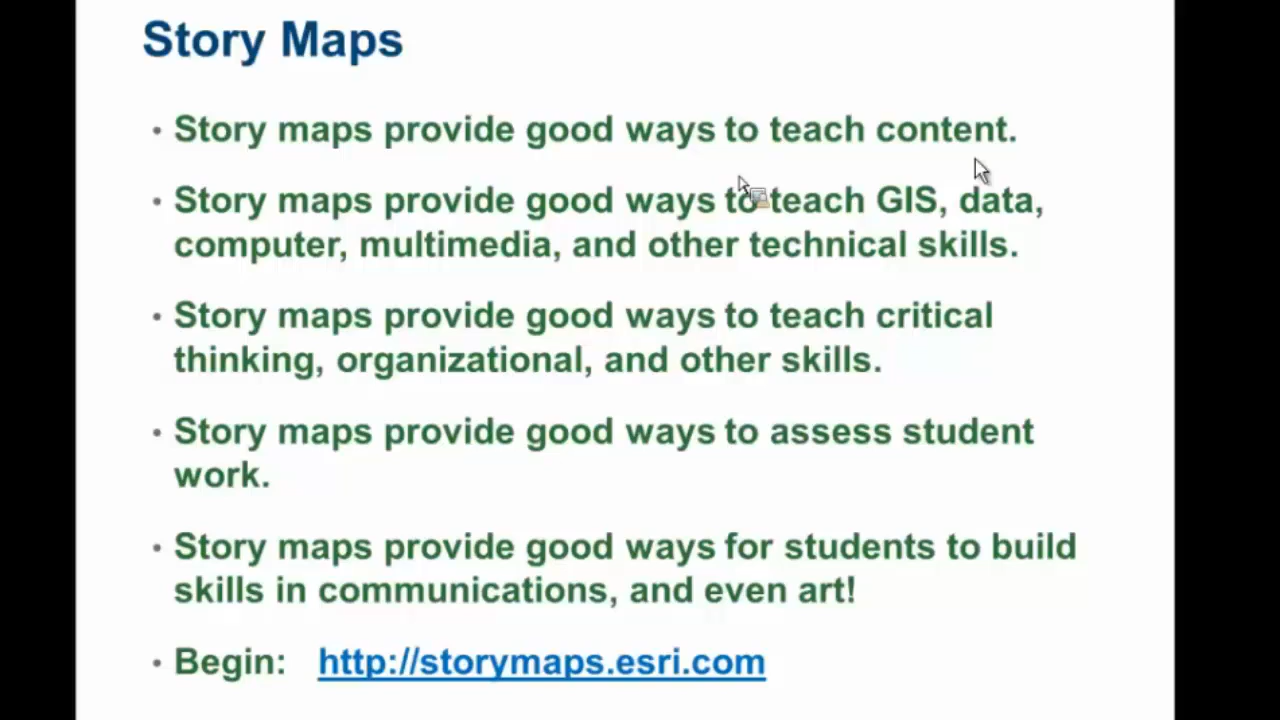 Story Maps
• Story maps provide good ways to teach content.
• Story maps provide good ways to teach GIS, data,
computer, multimedia, and other technical skills.
• Story maps provide good ways to teach critical
thinking, organizational, and other skills.
• Story maps provide good ways to assess student
work.
• Story maps provide good ways for students to build
skills in communications, and even art!
• Begin: http://storymaps.esri.com